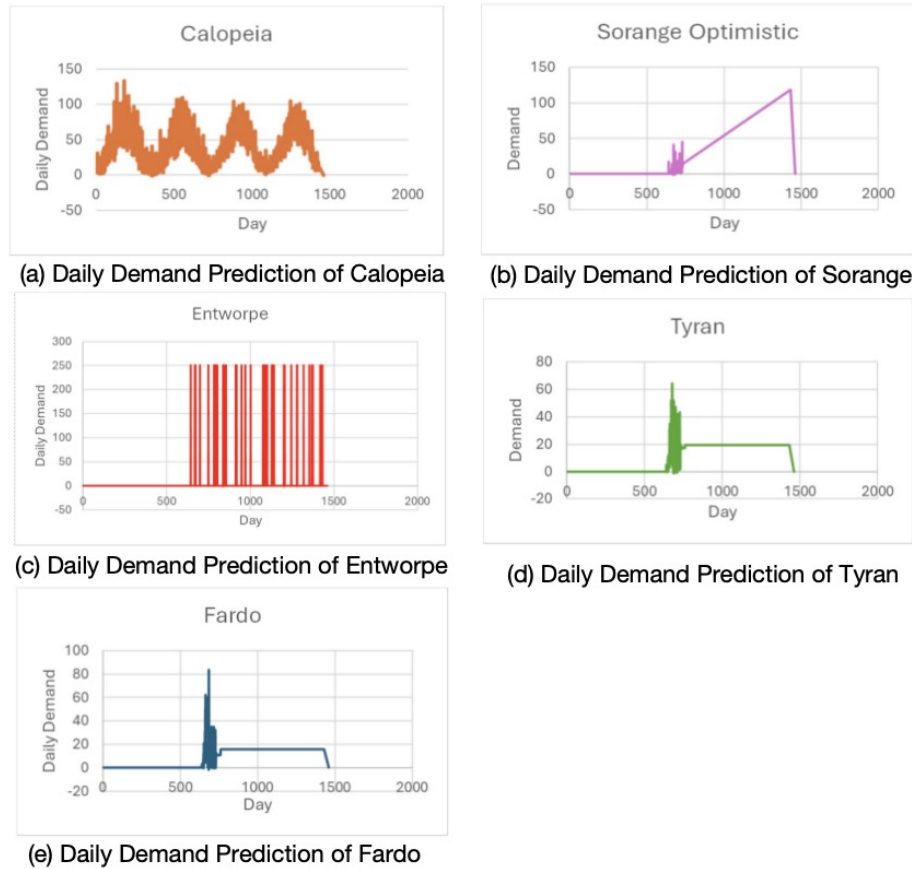 Calopeia
150
100
50
0
-50
Daily Demand
0 500 1000 1500 2000
Day
(a) Daily Demand Prediction of Calopeia
Sorange Optimistic
150
100
50
0
-50
Demand
0 500 1000 1500 2000
Day
(b) Daily Demand Prediction of Sorange
Entworpe
300
250
200
150
100
50
0
-50
Daily Demand
0 500 1000 1500 2000
Day
(c) Daily Demand Prediction of Entworpe
Tyran
80
60
40
20
0
-20
Demand
0 500 1000 1500 2000
Day
(d) Daily Demand Prediction of Tyran
Fardo
100
80
60
40
20
0
-20
Daily Demand
0 500 1000 1500 2000
Day
(e) Daily Demand Prediction of Fardo